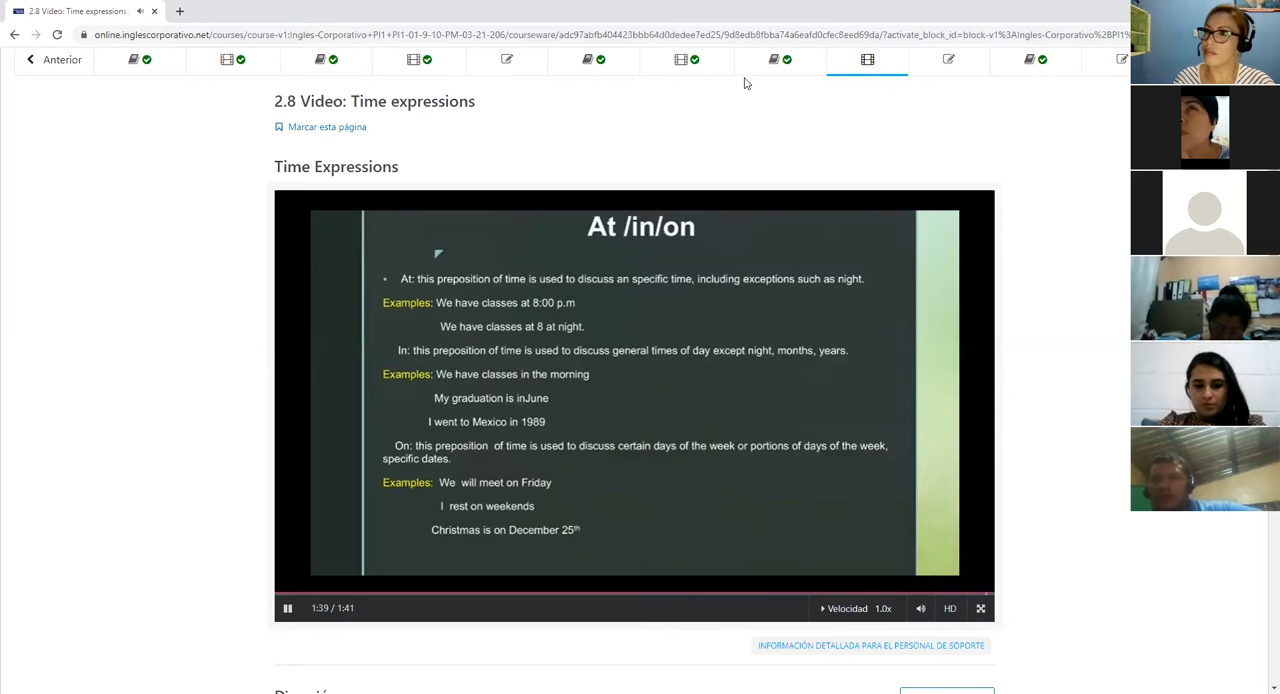 2.8 Video: Time expressions
online.inglescorporativo.net/courses/course-v1:ingles-Corporativo+PI1+PI1-01-9-10-PM-03-21-206/courseware/adc97abfb404423bbb64d0dedee7ed25/9d8edb8fbba74a6eafd0cfec8eed69da/?activate_block_id=block-v1%3AIngles-Corporativo%2BPI1%
Anterior
2.8 Video: Time expressions
Marcar esta página
Time Expressions
At /in/on
At: this preposition of time is used to discuss an specific time, including exceptions such as night.
Examples: We have classes at 8:00 p.m
We have classes at 8 at night.
In: this preposition of time is used to discuss general times of day except night, months, years.
Examples: We have classes in the morning
My graduation is inJune
I went to Mexico in 1989
On: this preposition of time is used to discuss certain days of the week or portions of days of the week,
specific dates.
Examples: We will meet on Friday
I rest on weekends
Christmas is on December 25th
1:39 / 1:41
Velocidad 1.0x
HD
INFORMACIÓN DETALLADA PARA EL PERSONAL DE SOPORTE